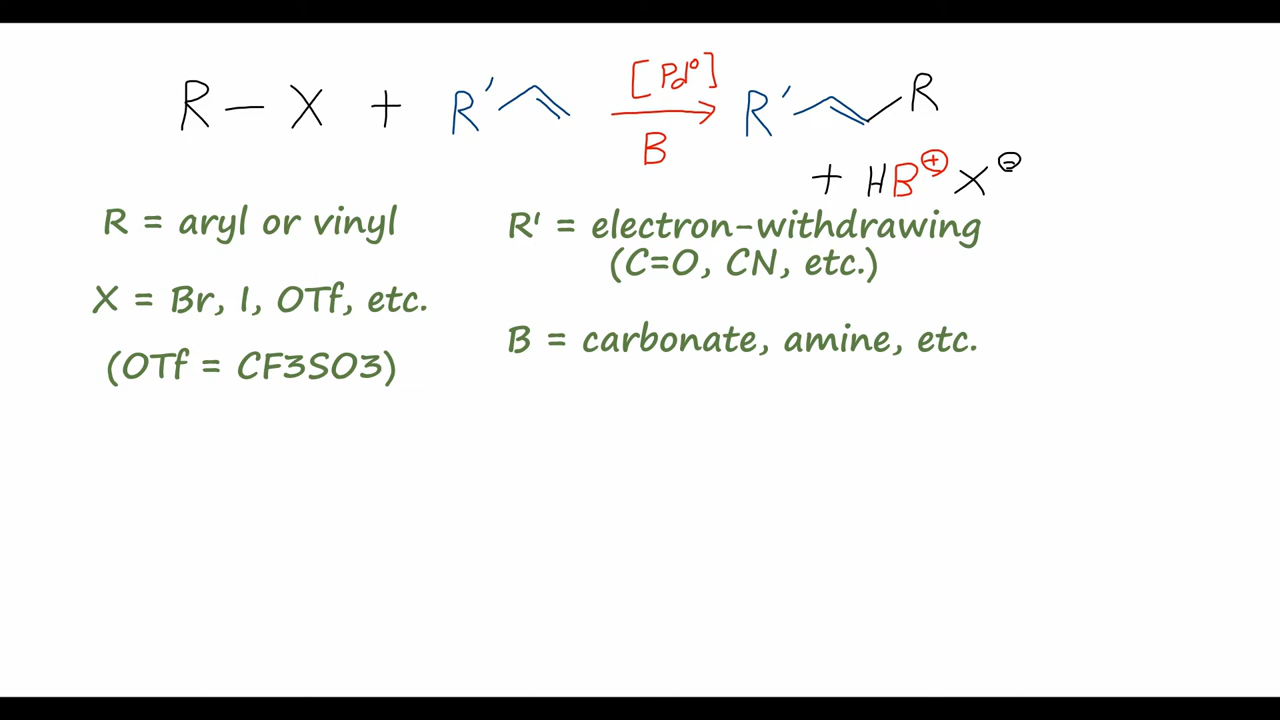 R — X + R' [Pd⁰] B R' R
+ HB⊕ X⊖
R = aryl or vinyl
R' = electron-withdrawing
(C=O, CN, etc.)
X = Br, I, OTf, etc.
B = carbonate, amine, etc.
(OTf = CF3SO3)